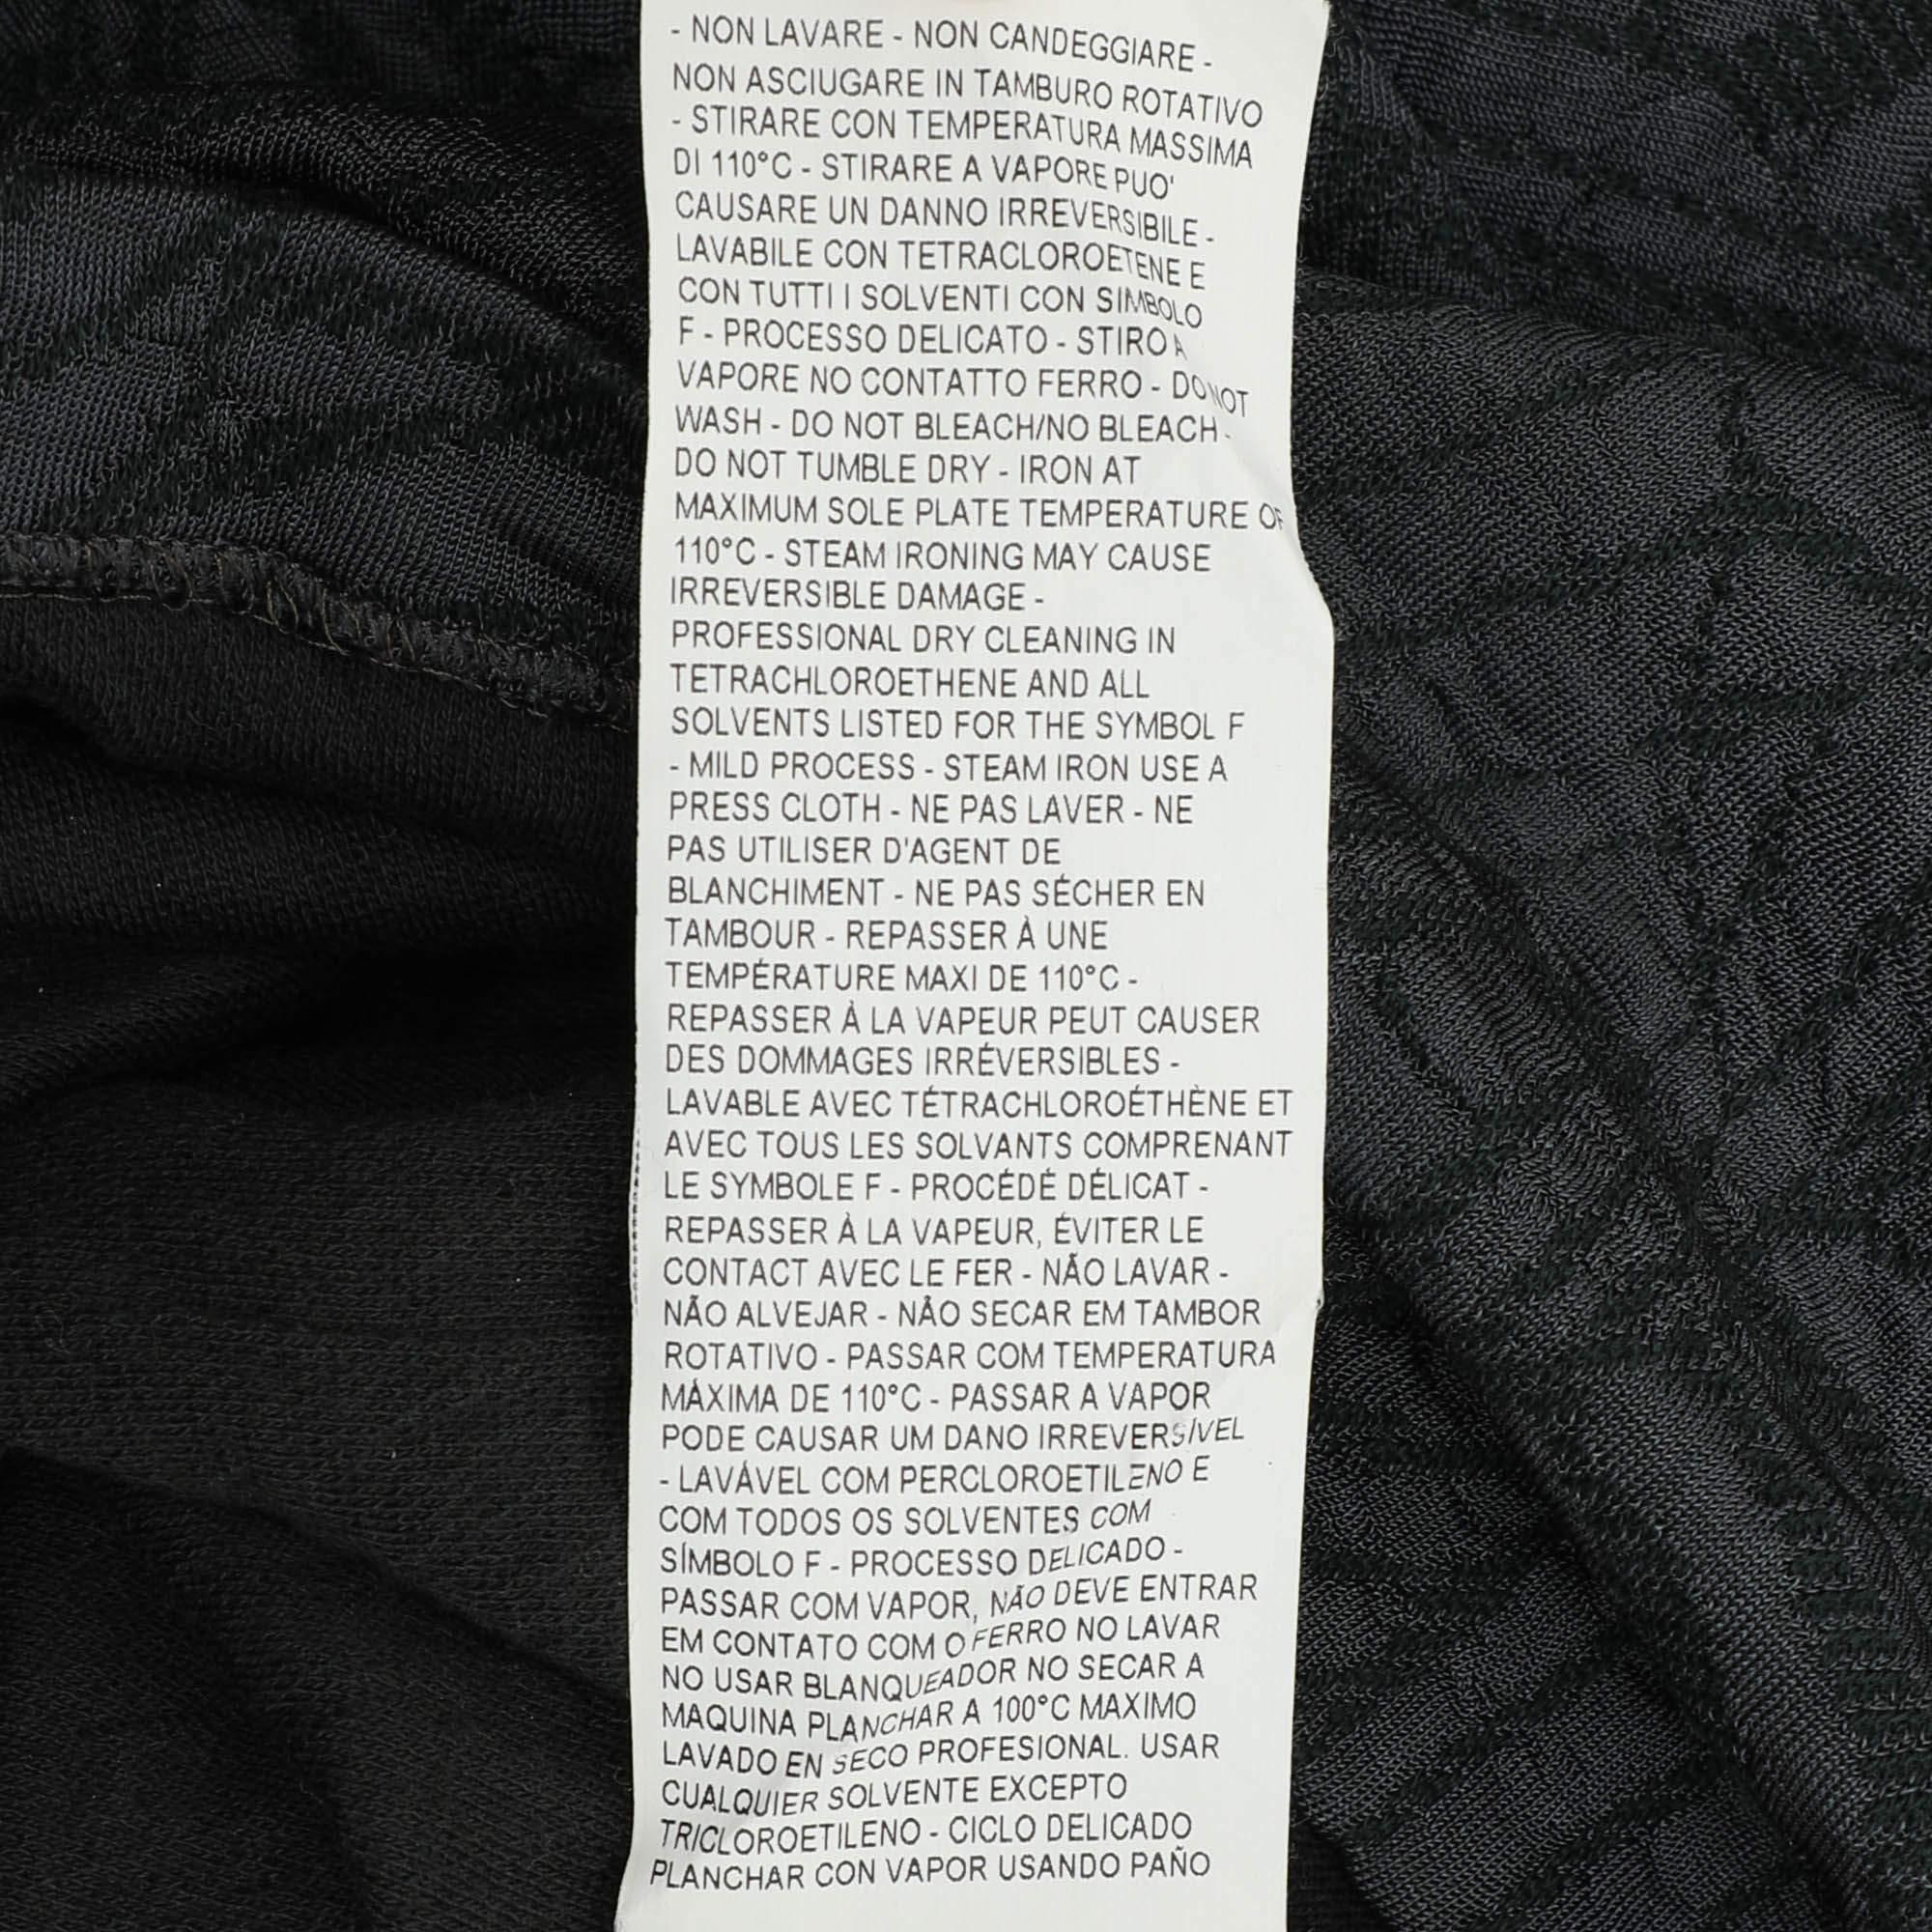 - NON LAVARE - NON CANDEGGIARE -
NON ASCIUGARE IN TAMBURO ROTATIVO
- STIRARE CON TEMPERATURA MASSIMA
DI 110°C - STIRARE A VAPORE PUO'
CAUSARE UN DANNO IRREVERSIBILE -
LAVABILE CON TETRACLOROETENE E
CON TUTTI I SOLVENTI CON SIMBOLO
F - PROCESSO DELICATO - STIRO A
VAPORE NO CONTATTO FERRO - DO NOT
WASH - DO NOT BLEACH/NO BLEACH -
DO NOT TUMBLE DRY - IRON AT
MAXIMUM SOLE PLATE TEMPERATURE OF
110°C - STEAM IRONING MAY CAUSE
IRREVERSIBLE DAMAGE -
PROFESSIONAL DRY CLEANING IN
TETRACHLOROETHENE AND ALL
SOLVENTS LISTED FOR THE SYMBOL F
- MILD PROCESS - STEAM IRON USE A
PRESS CLOTH - NE PAS LAVER - NE
PAS UTILISER D'AGENT DE
BLANCHIMENT - NE PAS SÉCHER EN
TAMBOUR - REPASSER À UNE
TEMPÉRATURE MAXI DE 110°C -
REPASSER À LA VAPEUR PEUT CAUSER
DES DOMMAGES IRRÉVERSIBLES -
LAVABLE AVEC TÉTRACHLOROÉTHÈNE ET
AVEC TOUS LES SOLVANTS COMPRENANT
LE SYMBOLE F - PROCÉDÉ DÉLICAT -
REPASSER À LA VAPEUR, ÉVITER LE
CONTACT AVEC LE FER - NÃO LAVAR -
NÃO ALVEJAR - NÃO SECAR EM TAMBOR
ROTATIVO - PASSAR COM TEMPERATURA
MÁXIMA DE 110°C - PASSAR A VAPOR
PODE CAUSAR UM DANO IRREVERSÍVEL
- LAVÁVEL COM PERCLOROETILENO E
COM TODOS OS SOLVENTES COM
SÍMBOLO F - PROCESSO DELICADO -
PASSAR COM VAPOR, NÃO DEVE ENTRAR
EM CONTATO COM O FERRO NO LAVAR
NO USAR BLANQUEADOR NO SECAR A
MAQUINA PLANCHAR A 100°C MAXIMO
LAVADO EN SECO PROFESIONAL. USAR
CUALQUIER SOLVENTE EXCEPTO
TRICLOROETILENO - CICLO DELICADO
PLANCHAR CON VAPOR USANDO PAÑO